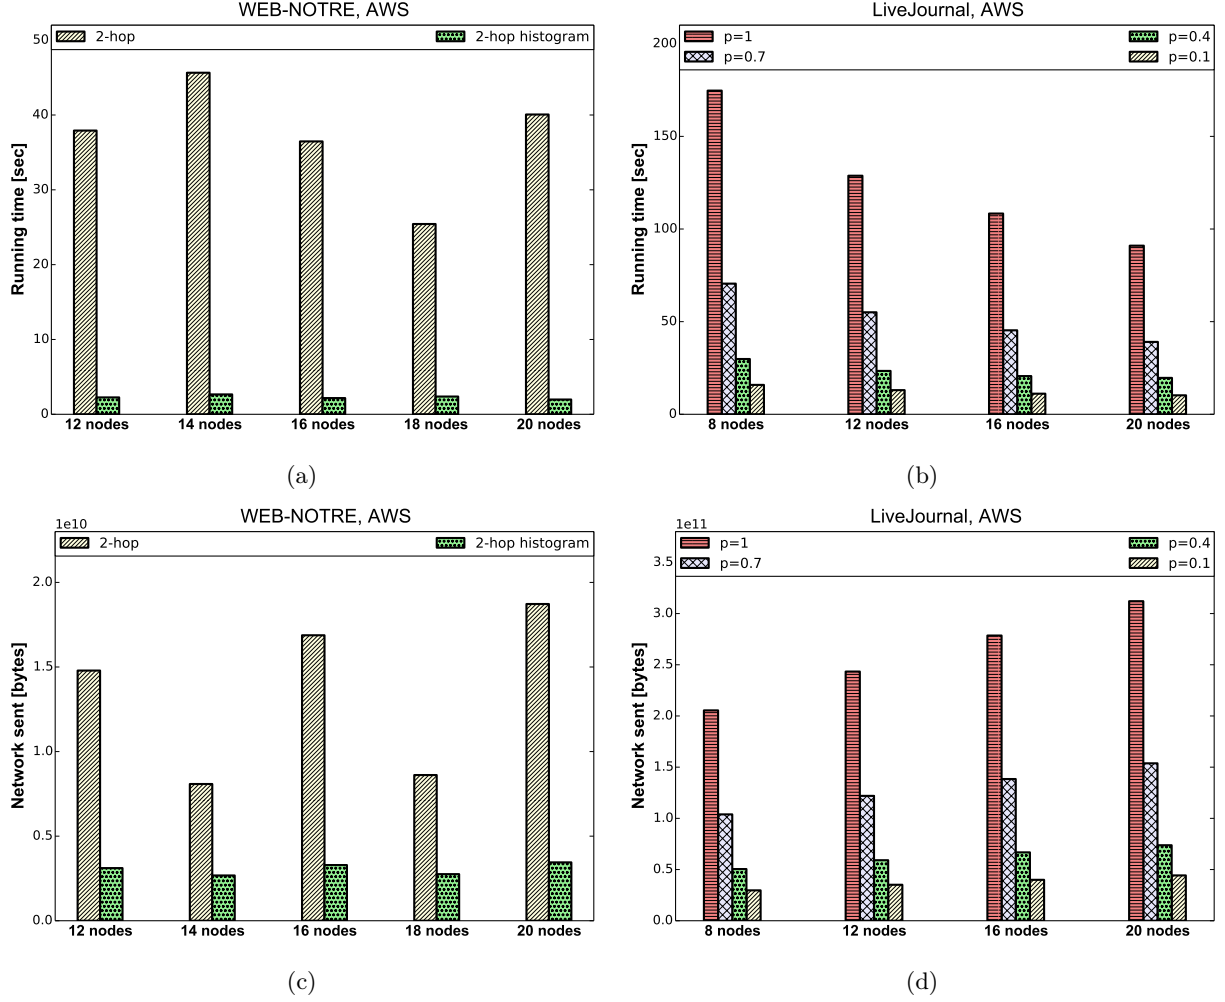 WEB-NOTRE, AWS
2-hop
2-hop histogram
Running time [sec]
50
40
30
20
10
0
12 nodes
14 nodes
16 nodes
18 nodes
20 nodes
(a)
LiveJournal, AWS
p=1
p=0.7
p=0.4
p=0.1
Running time [sec]
200
150
100
50
0
8 nodes
12 nodes
16 nodes
20 nodes
(b)
WEB-NOTRE, AWS
1e10
2-hop
2-hop histogram
Network sent [bytes]
2.0
1.5
1.0
0.5
0.0
12 nodes
14 nodes
16 nodes
18 nodes
20 nodes
(c)
LiveJournal, AWS
1e11
p=1
p=0.7
p=0.4
p=0.1
Network sent [bytes]
3.5
3.0
2.5
2.0
1.5
1.0
0.5
0.0
8 nodes
12 nodes
16 nodes
20 nodes
(d)